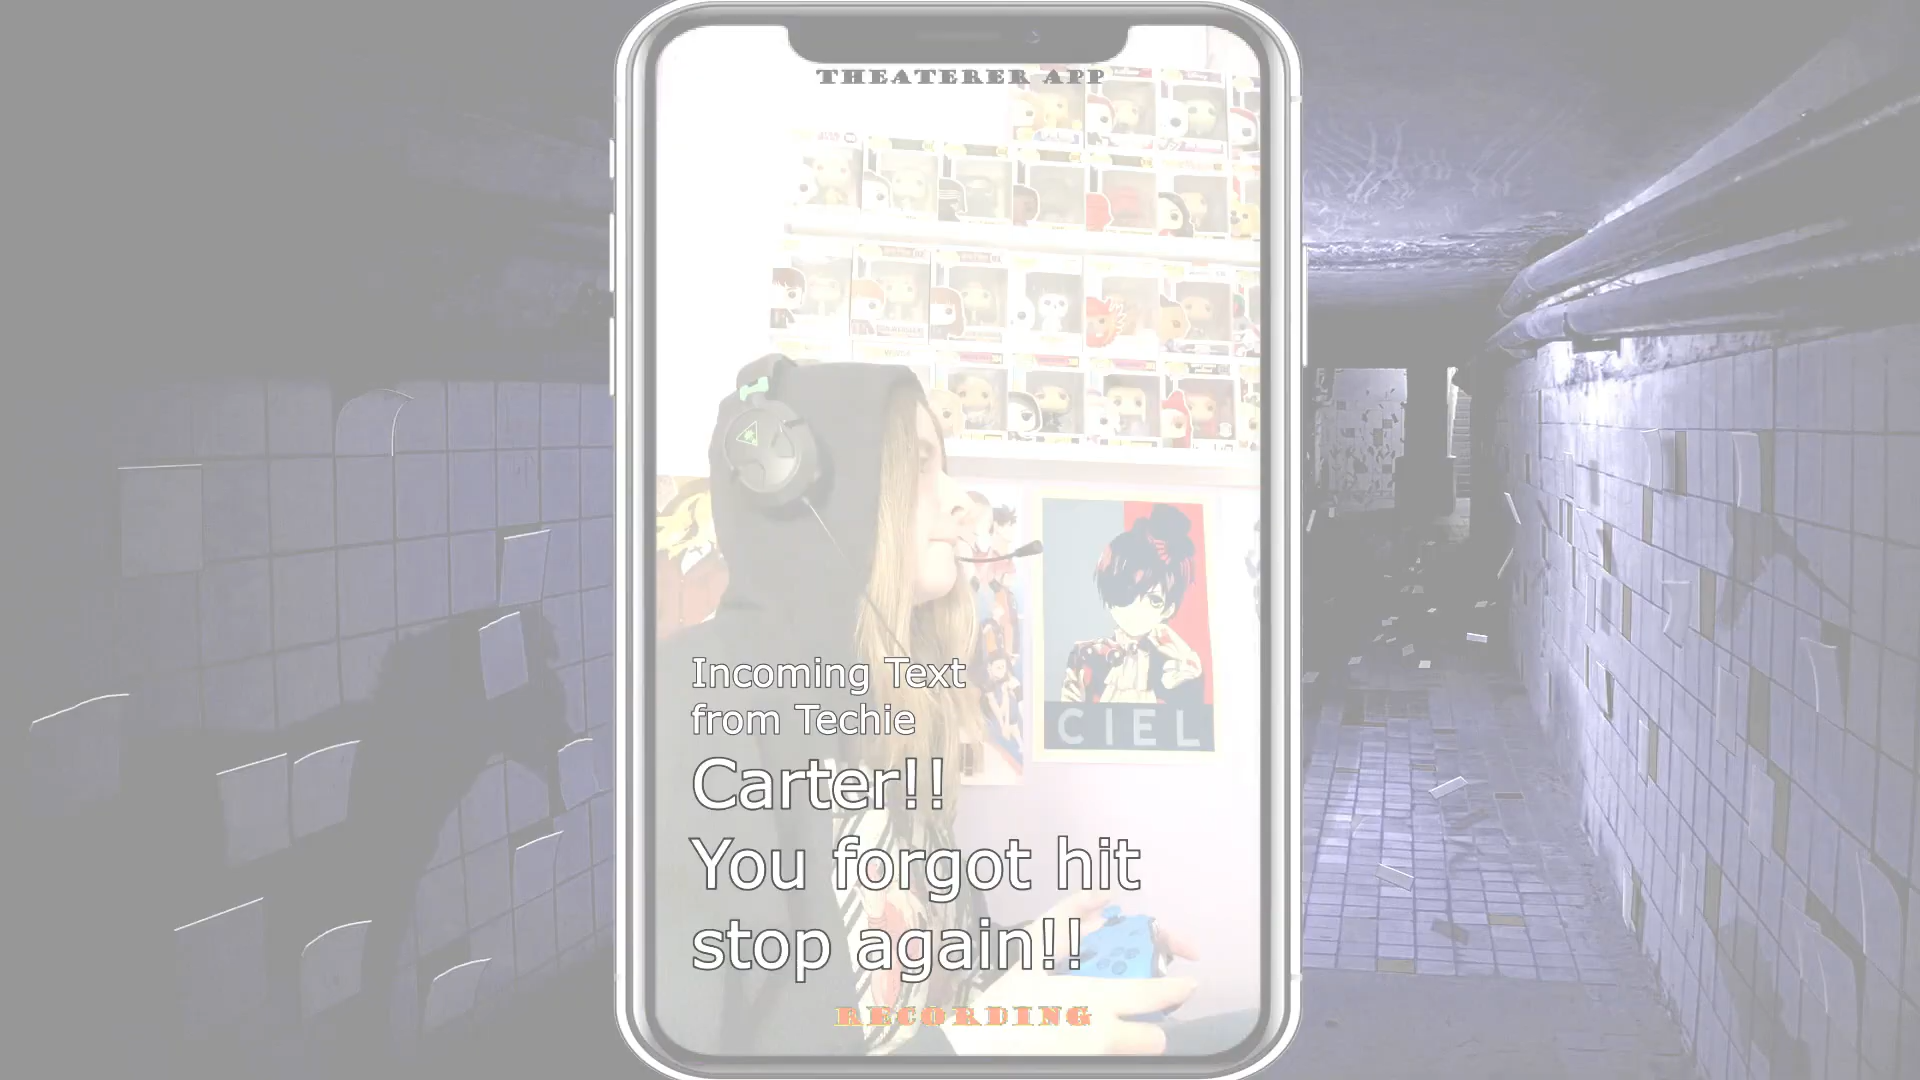 THEATERER APP
CIEL
Incoming Text
from Techie
Carter!!
You forgot hit
stop again!!
RECORDING